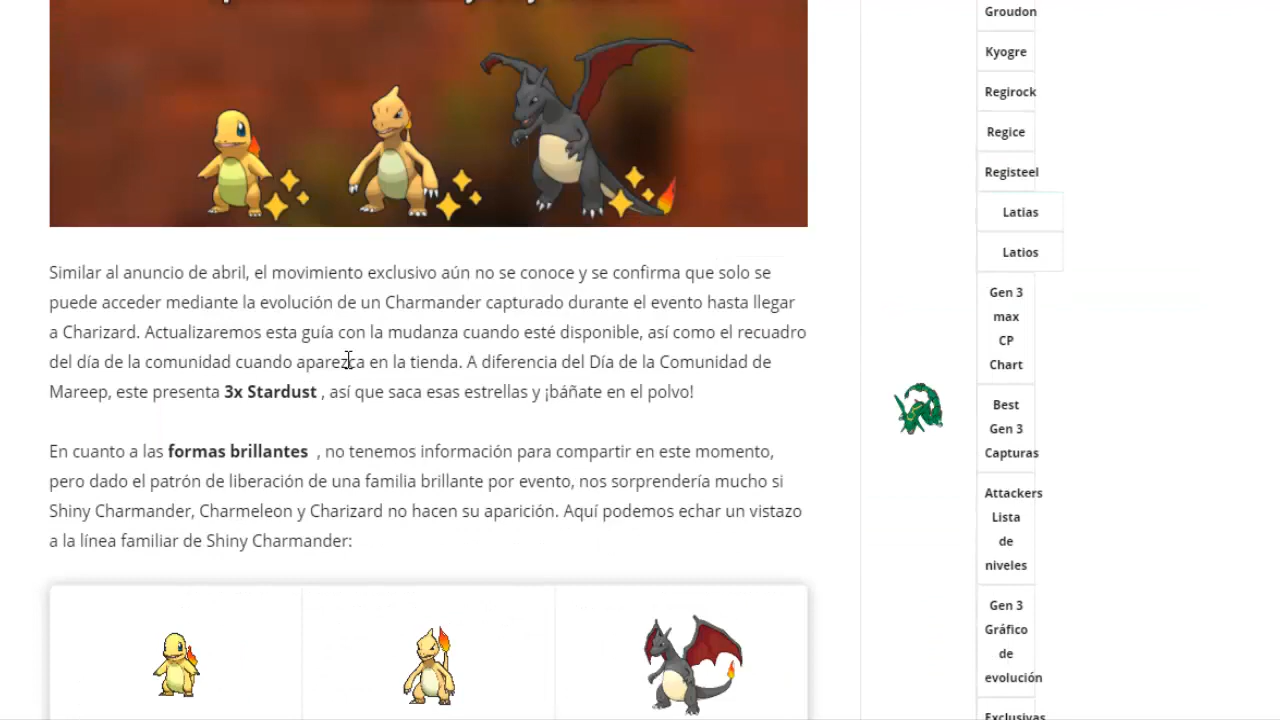 Similar al anuncio de abril, el movimiento exclusivo aún no se conoce y se confirma que solo se
puede acceder mediante la evolución de un Charmander capturado durante el evento hasta llegar
a Charizard. Actualizaremos esta guía con la mudanza cuando esté disponible, así como el recuadro
del día de la comunidad cuando aparezca en la tienda. A diferencia del Día de la Comunidad de
Mareep, este presenta 3x Stardust , así que saca esas estrellas y ¡báñate en el polvo!
En cuanto a las formas brillantes , no tenemos información para compartir en este momento,
pero dado el patrón de liberación de una familia brillante por evento, nos sorprendería mucho si
Shiny Charmander, Charmeleon y Charizard no hacen su aparición. Aquí podemos echar un vistazo
a la línea familiar de Shiny Charmander:
Groudon
Kyogre
Regirock
Regice
Registeel
Latias
Latios
Gen 3
max
CP
Chart
Best
Gen 3
Capturas
Attackers
Lista
de
niveles
Gen 3
Gráfico
de
evolución
Exclusivas